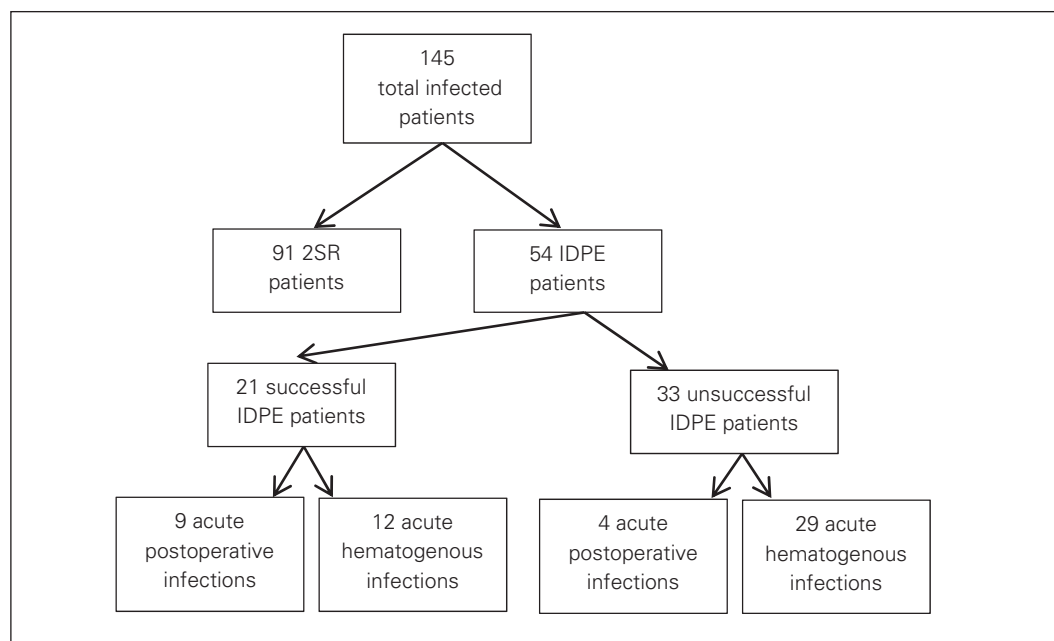 145
total infected
patients
91 2SR
patients
54 IDPE
patients
21 successful
IDPE patients
33 unsuccessful
IDPE patients
9 acute
postoperative
infections
12 acute
hematogenous
infections
4 acute
postoperative
infections
29 acute
hematogenous
infections